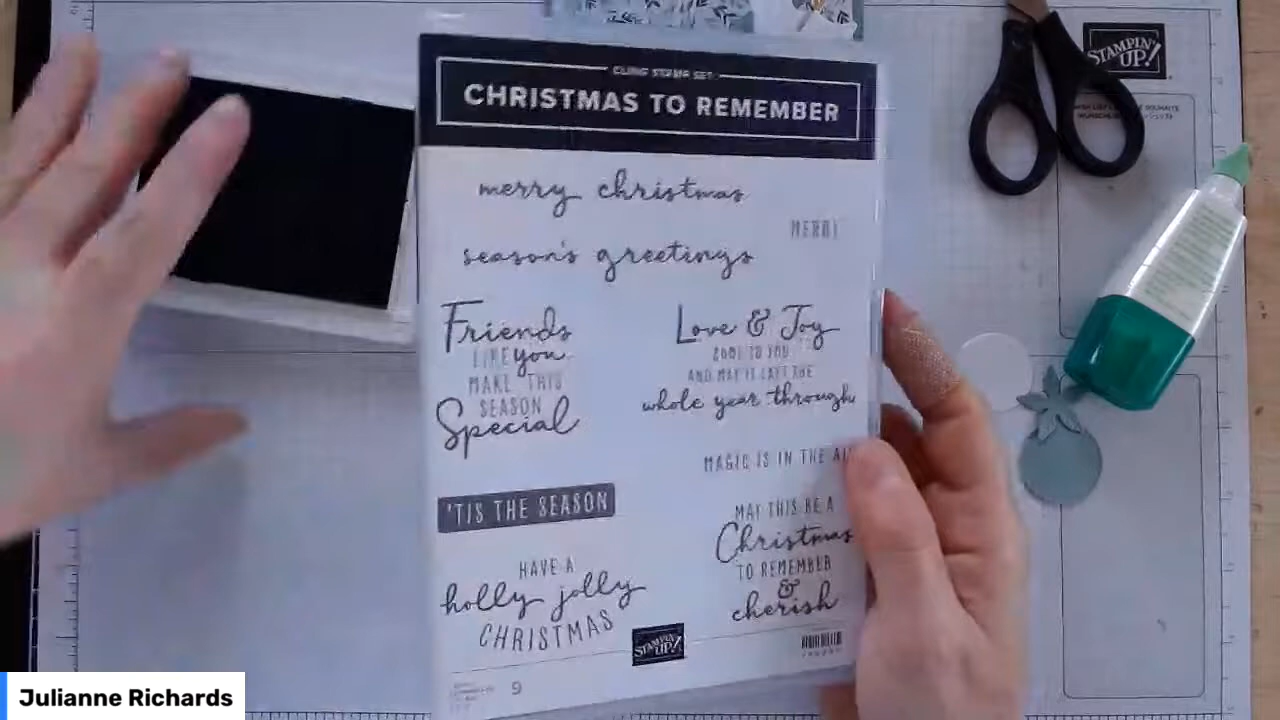 CLING STAMP SET
CHRISTMAS TO REMEMBER
merry christmas
MERRY
season's greetings
Friends
LIKE you
MAKE THIS
SEASON
Special
Love & Joy
COME TO YOU
AND MAY IT LAST THE
whole year through
MAGIC IS IN THE AIR
'TIS THE SEASON
MAY THIS BE A
Christmas
TO REMEMBER
&
cherish
HAVE A
holly jolly
CHRISTMAS
STAMPIN' UP!
9
STAMPIN' UP!
Julianne Richards